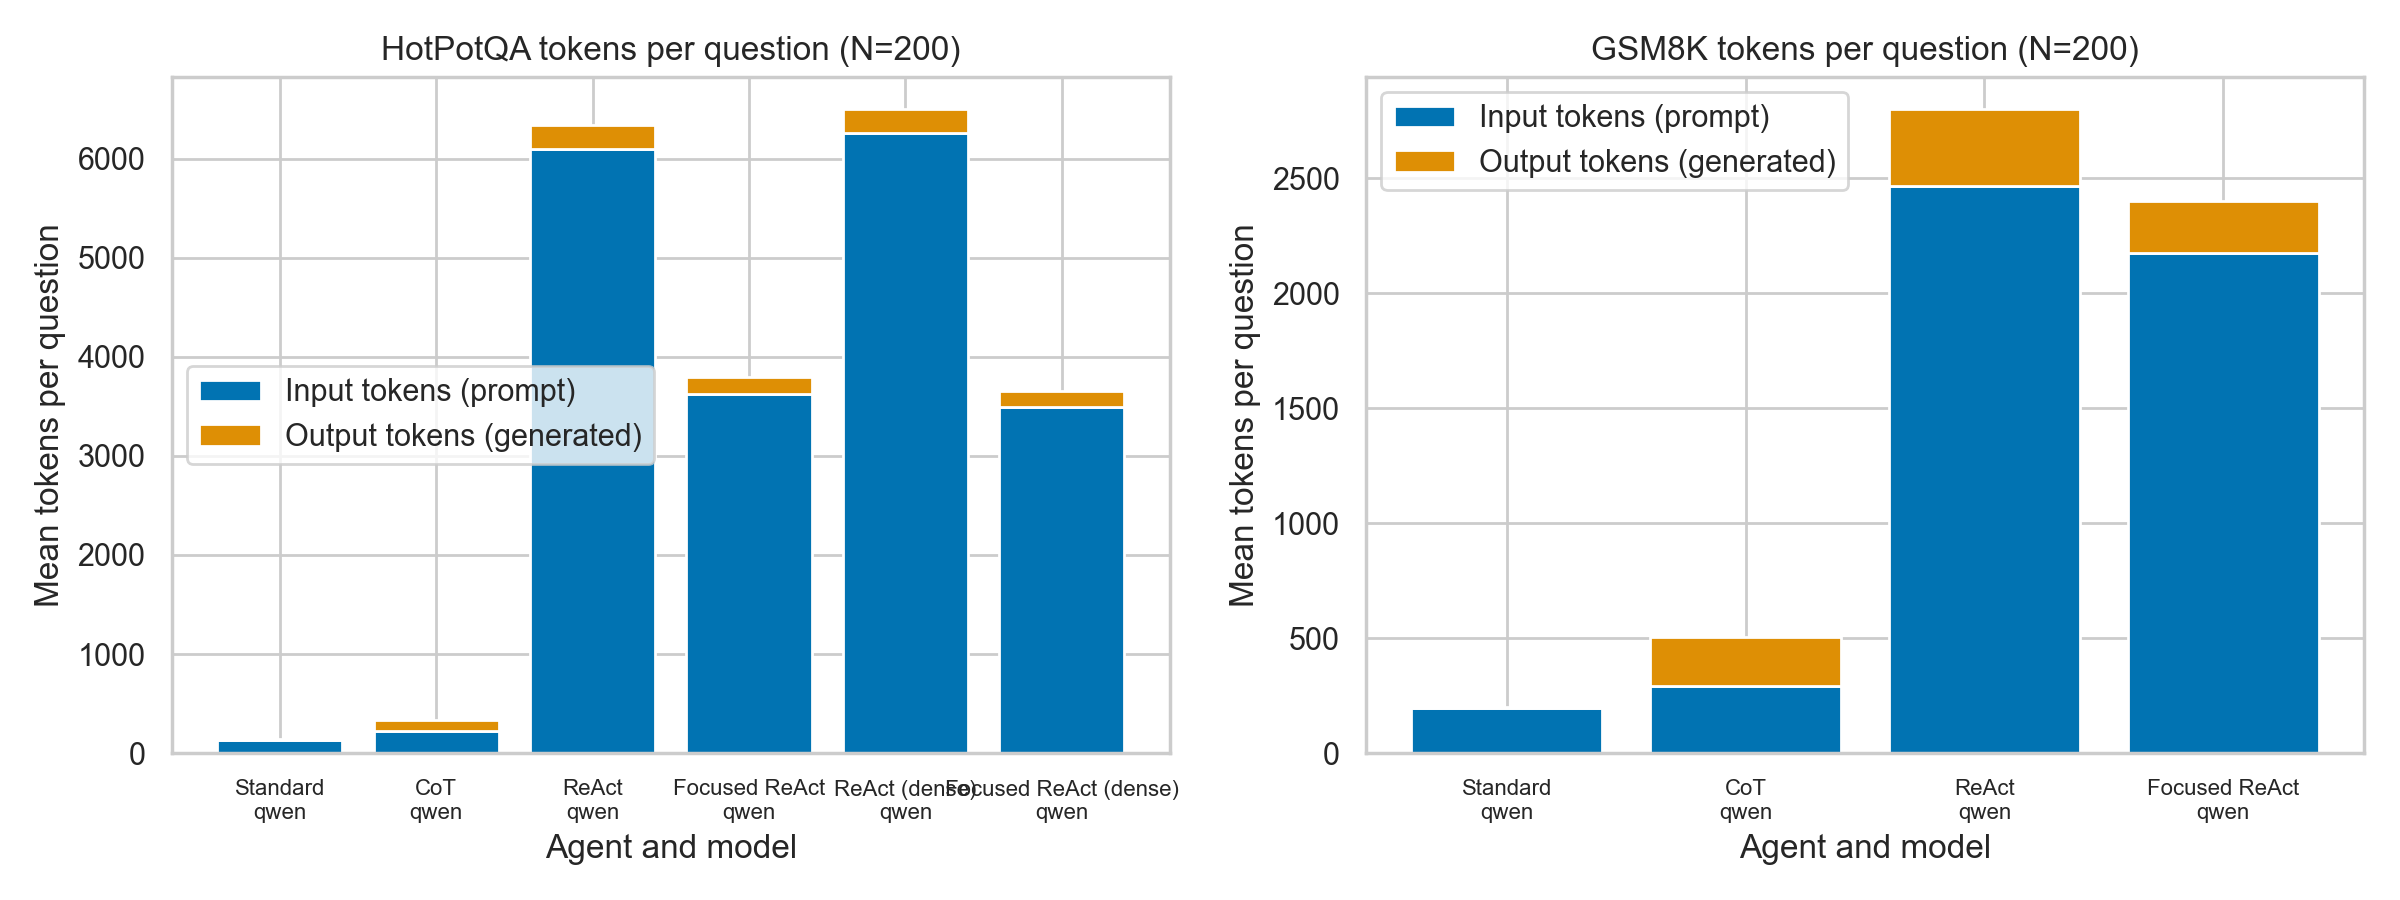 HotPotQA tokens per question (N=200)
Mean tokens per question
6000
5000
4000
3000
2000
1000
0
Input tokens (prompt)
Output tokens (generated)
Standard
qwen
CoT
qwen
ReAct
qwen
Focused ReAct
qwen
ReAct (dense)
qwen
Focused ReAct (dense)
qwen
Agent and model
GSM8K tokens per question (N=200)
Mean tokens per question
2500
2000
1500
1000
500
0
Input tokens (prompt)
Output tokens (generated)
Standard
qwen
CoT
qwen
ReAct
qwen
Focused ReAct
qwen
Agent and model